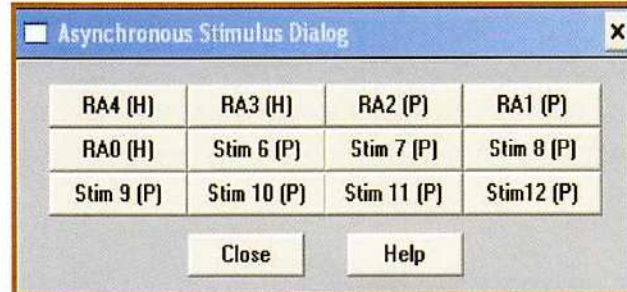 Asynchronous Stimulus Dialog
RA4 (H) RA3 (H) RA2 (P) RA1 (P)
RA0 (H) Stim 6 (P) Stim 7 (P) Stim 8 (P)
Stim 9 (P) Stim 10 (P) Stim 11 (P) Stim12 (P)
Close Help